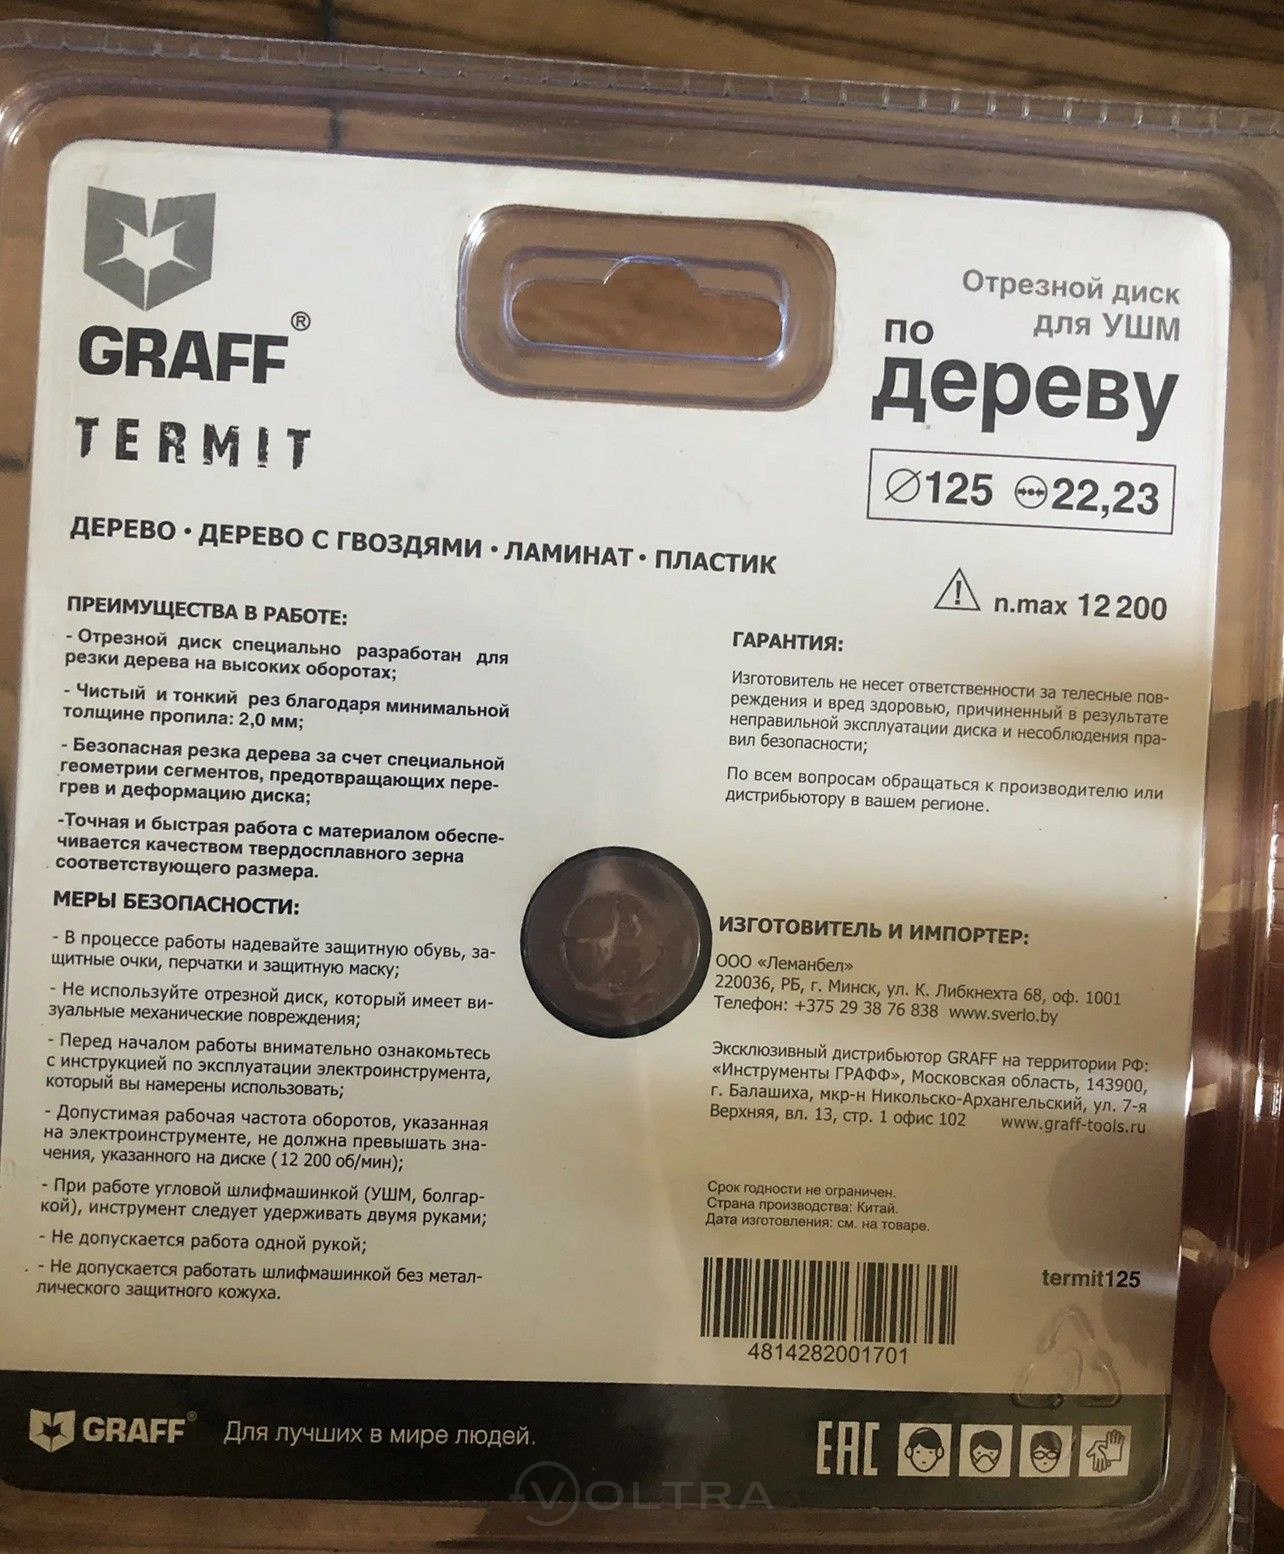 GRAFF®
TERMIT
Отрезной диск
для УШМ
по
дереву
Ø125 22,23
n.max 12 200
ДЕРЕВО · ДЕРЕВО С ГВОЗДЯМИ · ЛАМИНАТ · ПЛАСТИК
ПРЕИМУЩЕСТВА В РАБОТЕ:
- Отрезной диск специально разработан для
резки дерева на высоких оборотах;
- Чистый и тонкий рез благодаря минимальной
толщине пропила: 2,0 мм;
- Безопасная резка дерева за счет специальной
геометрии сегментов, предотвращающих пере-
грев и деформацию диска;
-Точная и быстрая работа с материалом обеспе-
чивается качеством твердосплавного зерна
соответствующего размера.
МЕРЫ БЕЗОПАСНОСТИ:
- В процессе работы надевайте защитную обувь, за-
щитные очки, перчатки и защитную маску;
- Не используйте отрезной диск, который имеет ви-
зуальные механические повреждения;
- Перед началом работы внимательно ознакомьтесь
с инструкцией по эксплуатации электроинструмента,
который вы намерены использовать;
- Допустимая рабочая частота оборотов, указанная
на электроинструменте, не должна превышать зна-
чения, указанного на диске (12 200 об/мин);
- При работе угловой шлифмашинкой (УШМ, болгар-
кой), инструмент следует удерживать двумя руками;
- Не допускается работа одной рукой;
- Не допускается работать шлифмашинкой без метал-
лического защитного кожуха.
ГАРАНТИЯ:
Изготовитель не несет ответственности за телесные пов-
реждения и вред здоровью, причиненный в результате
неправильной эксплуатации диска и несоблюдения пра-
вил безопасности;
По всем вопросам обращаться к производителю или
дистрибьютору в вашем регионе.
ИЗГОТОВИТЕЛЬ И ИМПОРТЕР:
ООО «Леманбел»
220036, РБ, г. Минск, ул. К. Либкнехта 68, оф. 1001
Телефон: +375 29 38 76 838 www.sverlo.by
Эксклюзивный дистрибьютор GRAFF на территории РФ:
«Инструменты ГРАФФ», Московская область, 143900,
г. Балашиха, мкр-н Никольско-Архангельский, ул. 7-я
Верхняя, вл. 13, стр. 1 офис 102 www.graff-tools.ru
Срок годности не ограничен.
Страна производства: Китай.
Дата изготовления: см. на товаре.
termit125
4814282001701
GRAFF® Для лучших в мире людей.
EAC
VOLTRA